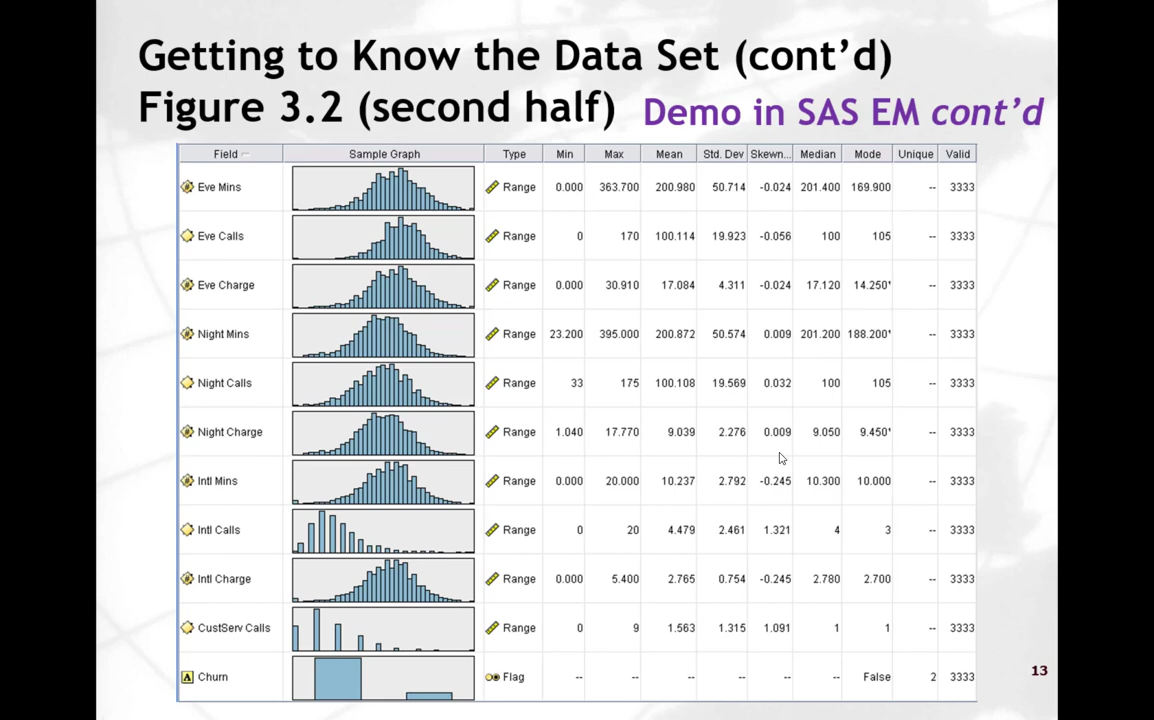 Getting to Know the Data Set (cont’d)
Figure 3.2 (second half) Demo in SAS EM cont’d
Field Sample Graph Type Min Max Mean Std. Dev Skewn... Median Mode Unique Valid
Eve Mins Range 0.000 363.700 200.980 50.714 -0.024 201.400 169.900 -- 3333
Eve Calls Range 0 170 100.114 19.923 -0.056 100 105 -- 3333
Eve Charge Range 0.000 30.910 17.084 4.311 -0.024 17.120 14.250* -- 3333
Night Mins Range 23.200 395.000 200.872 50.574 0.009 201.200 188.200* -- 3333
Night Calls Range 33 175 100.108 19.569 0.032 100 105 -- 3333
Night Charge Range 1.040 17.770 9.039 2.276 0.009 9.050 9.450* -- 3333
Intl Mins Range 0.000 20.000 10.237 2.792 -0.245 10.300 10.000 -- 3333
Intl Calls Range 0 20 4.479 2.461 1.321 4 3 -- 3333
Intl Charge Range 0.000 5.400 2.765 0.754 -0.245 2.780 2.700 -- 3333
CustServ Calls Range 0 9 1.563 1.315 1.091 1 1 -- 3333
A Churn Flag -- -- -- -- -- -- False 2 3333
13